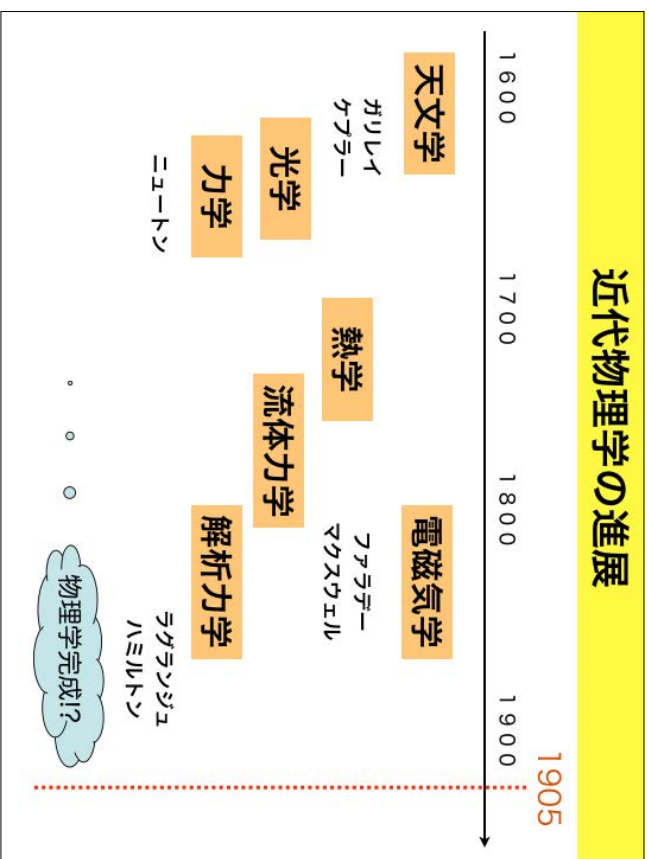 近代物理学の進展
1905
1600
1700
1800
1900
天文学
ガリレイ
ケプラー
光学
力学
ニュートン
熱学
流体力学
電磁気学
ファラデー
マクスウェル
解析力学
ラグランジュ
ハミルトン
物理学完成!?